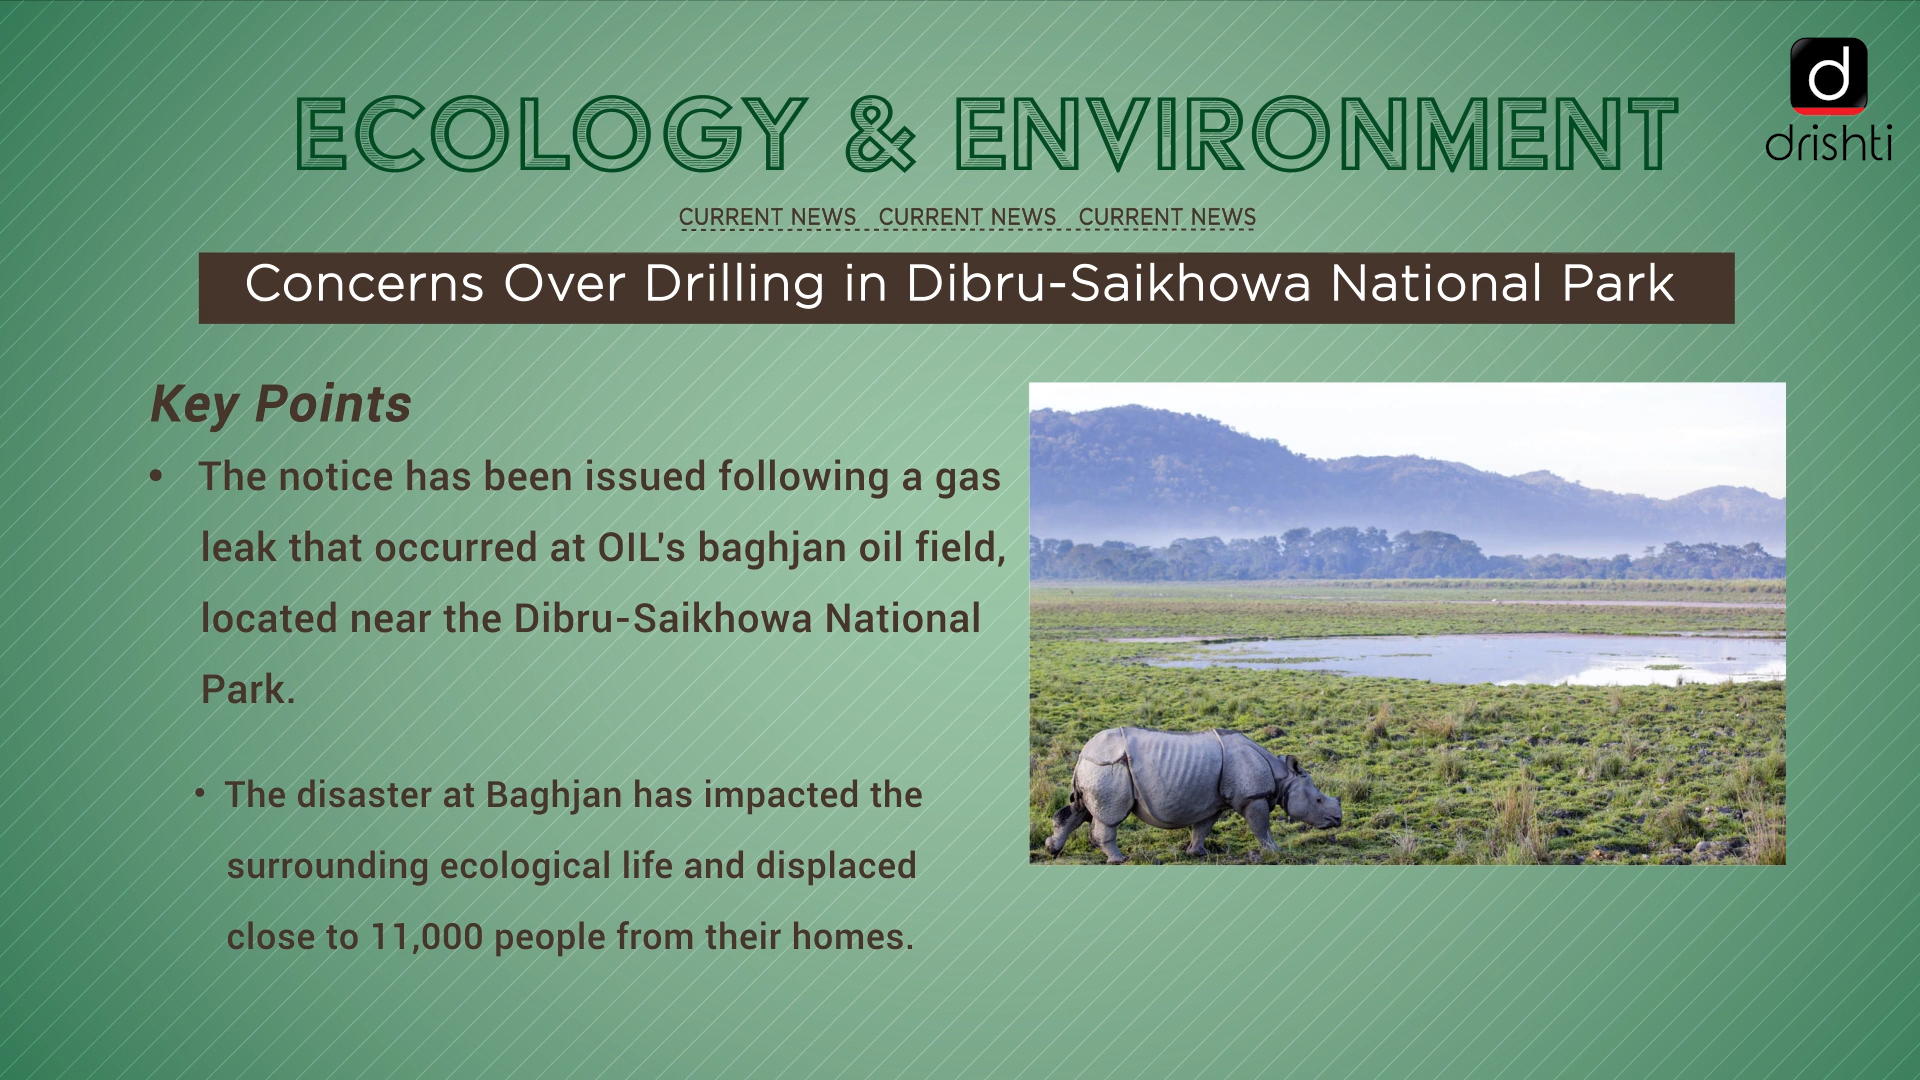 d
drishti
ECOLOGY & ENVIRONMENT
CURRENT NEWS CURRENT NEWS CURRENT NEWS
Concerns Over Drilling in Dibru-Saikhowa National Park
Key Points
• The notice has been issued following a gas
leak that occurred at OIL's baghjan oil field,
located near the Dibru-Saikhowa National
Park.
• The disaster at Baghjan has impacted the
surrounding ecological life and displaced
close to 11,000 people from their homes.